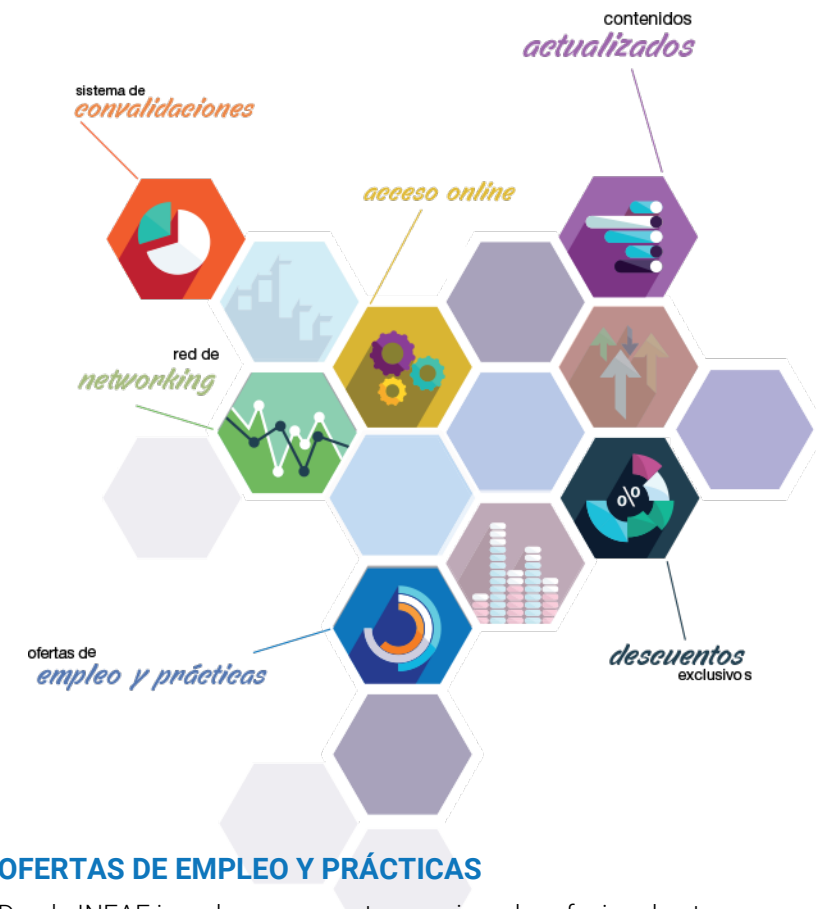 contenidos
actualizados
sistema de
convalidaciones
acceso online
red de
networking
%
ofertas de
empleo y prácticas
descuentos
exclusivos
OFERTAS DE EMPLEO Y PRÁCTICAS